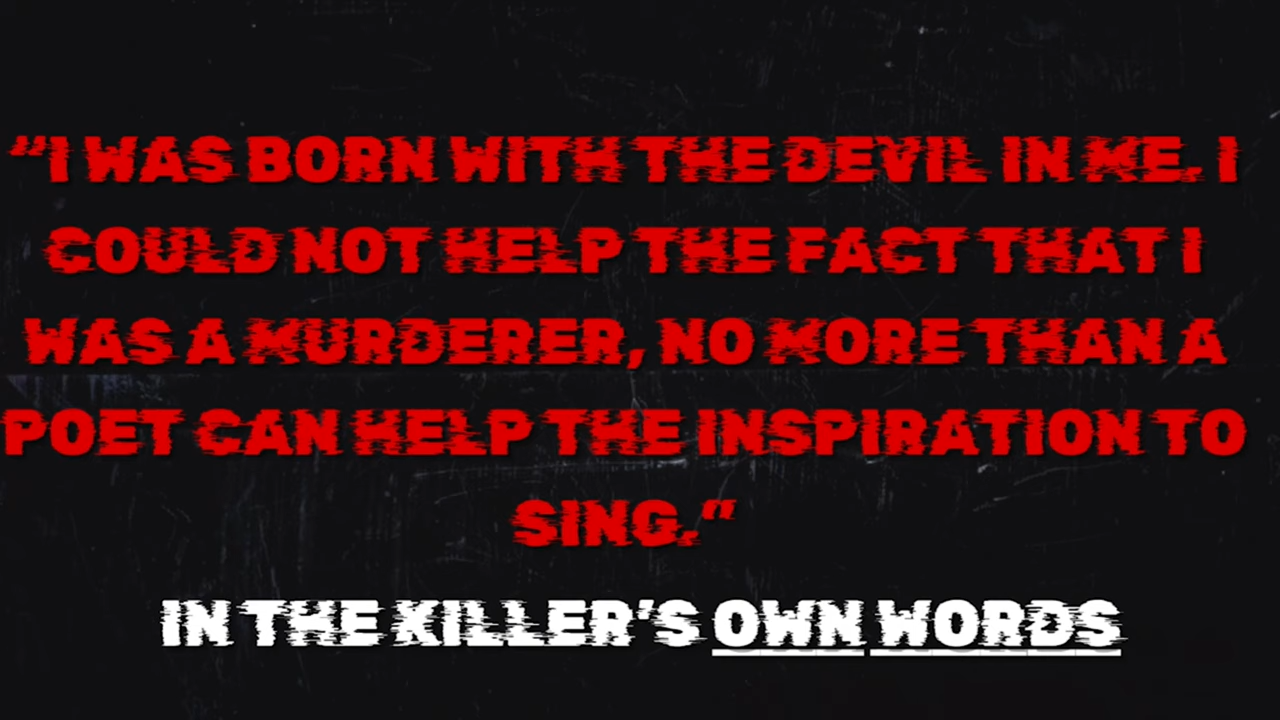 "I WAS BORN WITH THE DEVIL IN ME. I
COULD NOT HELP THE FACT THAT I
WAS A MURDERER, NO MORE THAN A
POET CAN HELP THE INSPIRATION TO
SING."
IN THE KILLER'S OWN WORDS